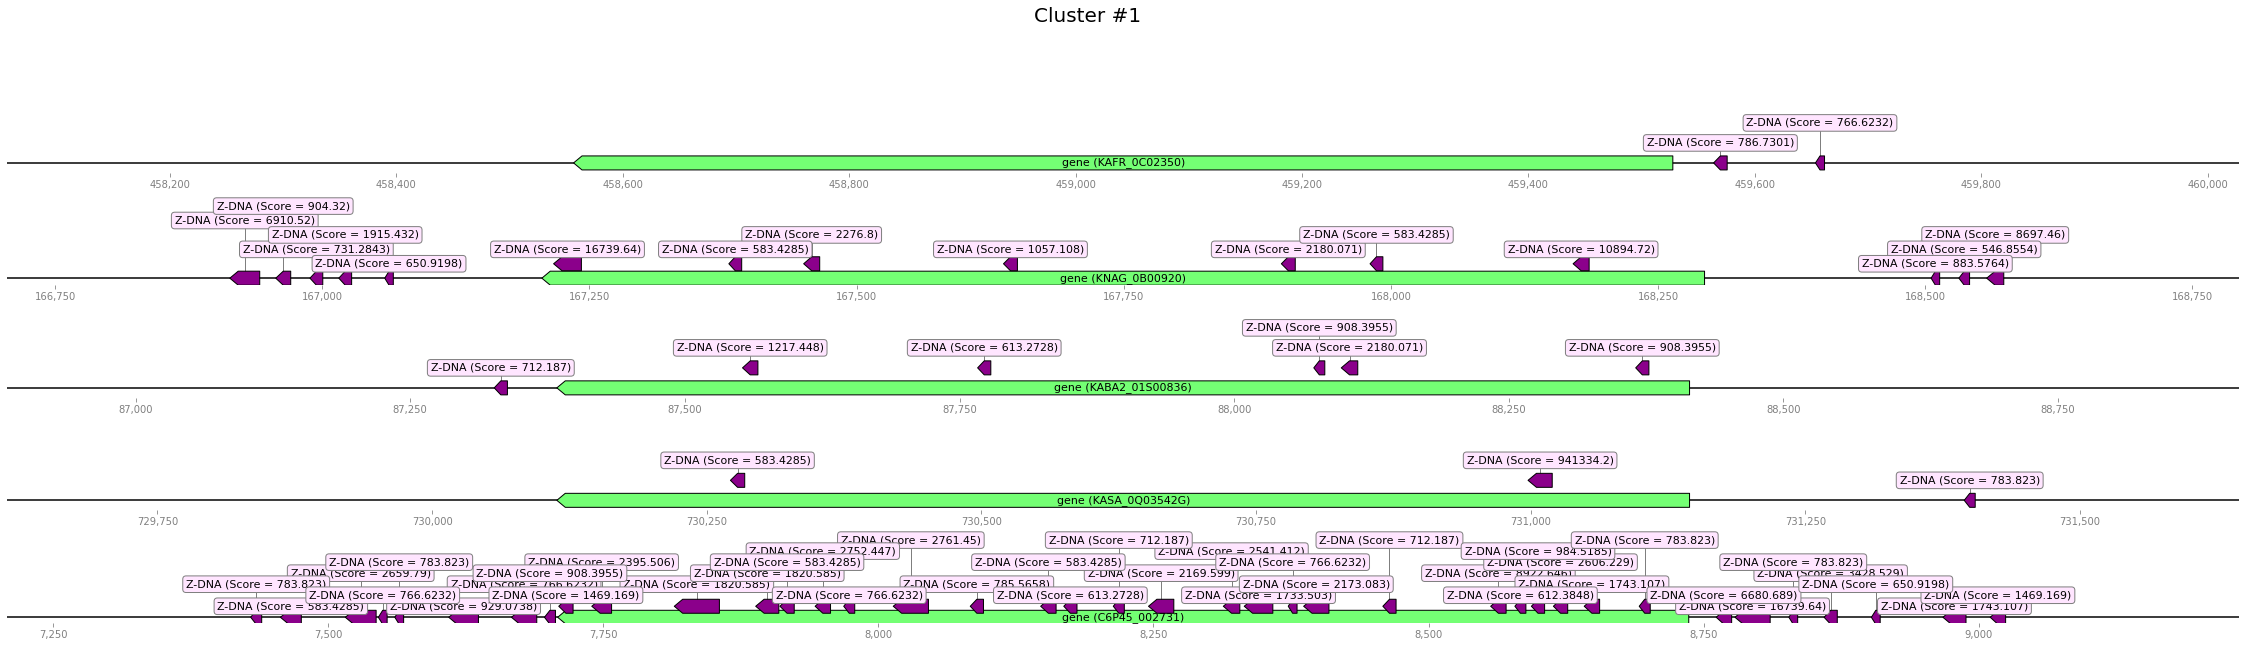 Cluster #1
Z-DNA (Score = 766.6232)
Z-DNA (Score = 786.7301)
gene (KAFR_0C02350)
458,200 458,400 458,600 458,800 459,000 459,200 459,400 459,600 459,800 460,000
Z-DNA (Score = 904.32)
Z-DNA (Score = 6910.52)
Z-DNA (Score = 1915.432) Z-DNA (Score = 2276.8) Z-DNA (Score = 583.4285) Z-DNA (Score = 8697.46)
Z-DNA (Score = 731.2843) Z-DNA (Score = 16739.64) Z-DNA (Score = 583.4285) Z-DNA (Score = 1057.108) Z-DNA (Score = 2180.071) Z-DNA (Score = 10894.72) Z-DNA (Score = 546.8554)
Z-DNA (Score = 650.9198) Z-DNA (Score = 883.5764)
gene (KNAG_0B00920)
166,750 167,000 167,250 167,500 167,750 168,000 168,250 168,500 168,750
Z-DNA (Score = 908.3955)
Z-DNA (Score = 1217.448) Z-DNA (Score = 613.2728) Z-DNA (Score = 2180.071) Z-DNA (Score = 908.3955)
Z-DNA (Score = 712.187)
gene (KABA2_01S00836)
87,000 87,250 87,500 87,750 88,000 88,250 88,500 88,750
Z-DNA (Score = 583.4285) Z-DNA (Score = 941334.2)
Z-DNA (Score = 783.823)
gene (KASA_0Q03542G)
729,750 730,000 730,250 730,500 730,750 731,000 731,250 731,500
Z-DNA (Score = 2761.45) Z-DNA (Score = 712.187) Z-DNA (Score = 712.187) Z-DNA (Score = 783.823)
Z-DNA (Score = 2752.447) Z-DNA (Score = 2541.412) Z-DNA (Score = 984.5185)
Z-DNA (Score = 783.823) Z-DNA (Score = 2395.506) Z-DNA (Score = 583.4285) Z-DNA (Score = 583.4285) Z-DNA (Score = 766.6232) Z-DNA (Score = 2606.229) Z-DNA (Score = 783.823)
Z-DNA (Score = 2659.79) Z-DNA (Score = 908.3955) Z-DNA (Score = 1820.585) Z-DNA (Score = 2169.599) Z-DNA (Score = 8922.646) Z-DNA (Score = 3428.529)
Z-DNA (Score = 783.823) Z-DNA (Score = 766.6232) Z-DNA (Score = 1820.585) Z-DNA (Score = 785.5658) Z-DNA (Score = 2173.083) Z-DNA (Score = 1743.107) Z-DNA (Score = 650.9198)
Z-DNA (Score = 766.6232) Z-DNA (Score = 1469.169) Z-DNA (Score = 766.6232) Z-DNA (Score = 613.2728) Z-DNA (Score = 1733.503) Z-DNA (Score = 612.3848) Z-DNA (Score = 6680.689) Z-DNA (Score = 1469.169)
Z-DNA (Score = 583.4285) Z-DNA (Score = 929.0738) Z-DNA (Score = 16739.64) Z-DNA (Score = 1743.107)
gene (C6P45_002731)
7,250 7,500 7,750 8,000 8,250 8,500 8,750 9,000